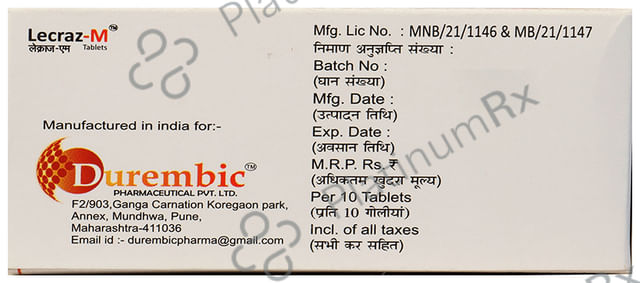 Lecraz-M™
लेक्राज-एम Tablets
Manufactured in india for:-
Durembic™
PHARMACEUTICAL PVT. LTD.
F2/903,Ganga Carnation Koregaon park,
Annex, Mundhwa, Pune,
Maharashtra-411036
Email id :- durembicpharma@gmail.com
Mfg. Lic No. : MNB/21/1146 & MB/21/1147
निमाण अनुज्ञप्ति संख्या :
Batch No :
(घान संख्या)
Mfg. Date :
(उत्पादन तिथि)
Exp. Date :
(अवसान तिथि)
M.R.P. Rs. ₹
(अधिकतम खुदरा मूल्य)
Per 10 Tablets
(प्रति 10 गोलीयां)
Incl. of all taxes
(सभी कर सहित)
PlatinumRx